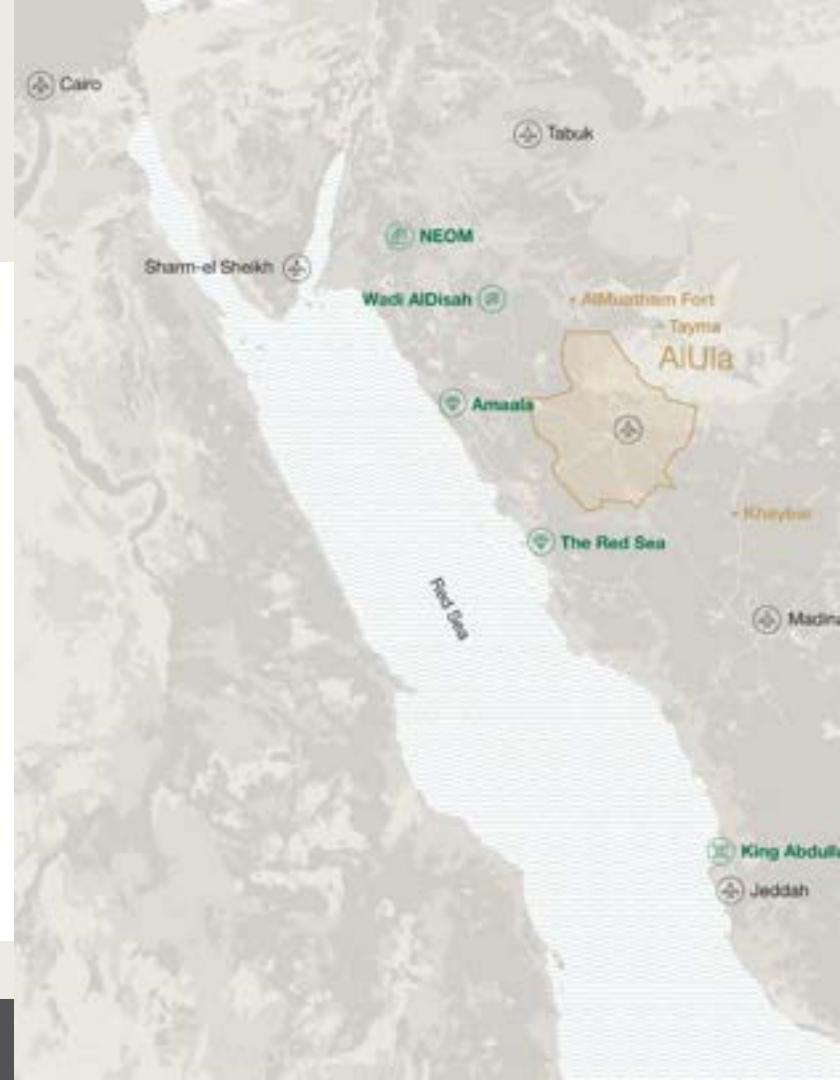 Cairo
Tabuk
NEOM
Sharm-el Sheikh
Wadi AlDisah
AlMuatham Fort
Tayma
AlUla
Amaala
Khaybar
The Red Sea
Red Sea
Madina
King Abdulla
Jeddah